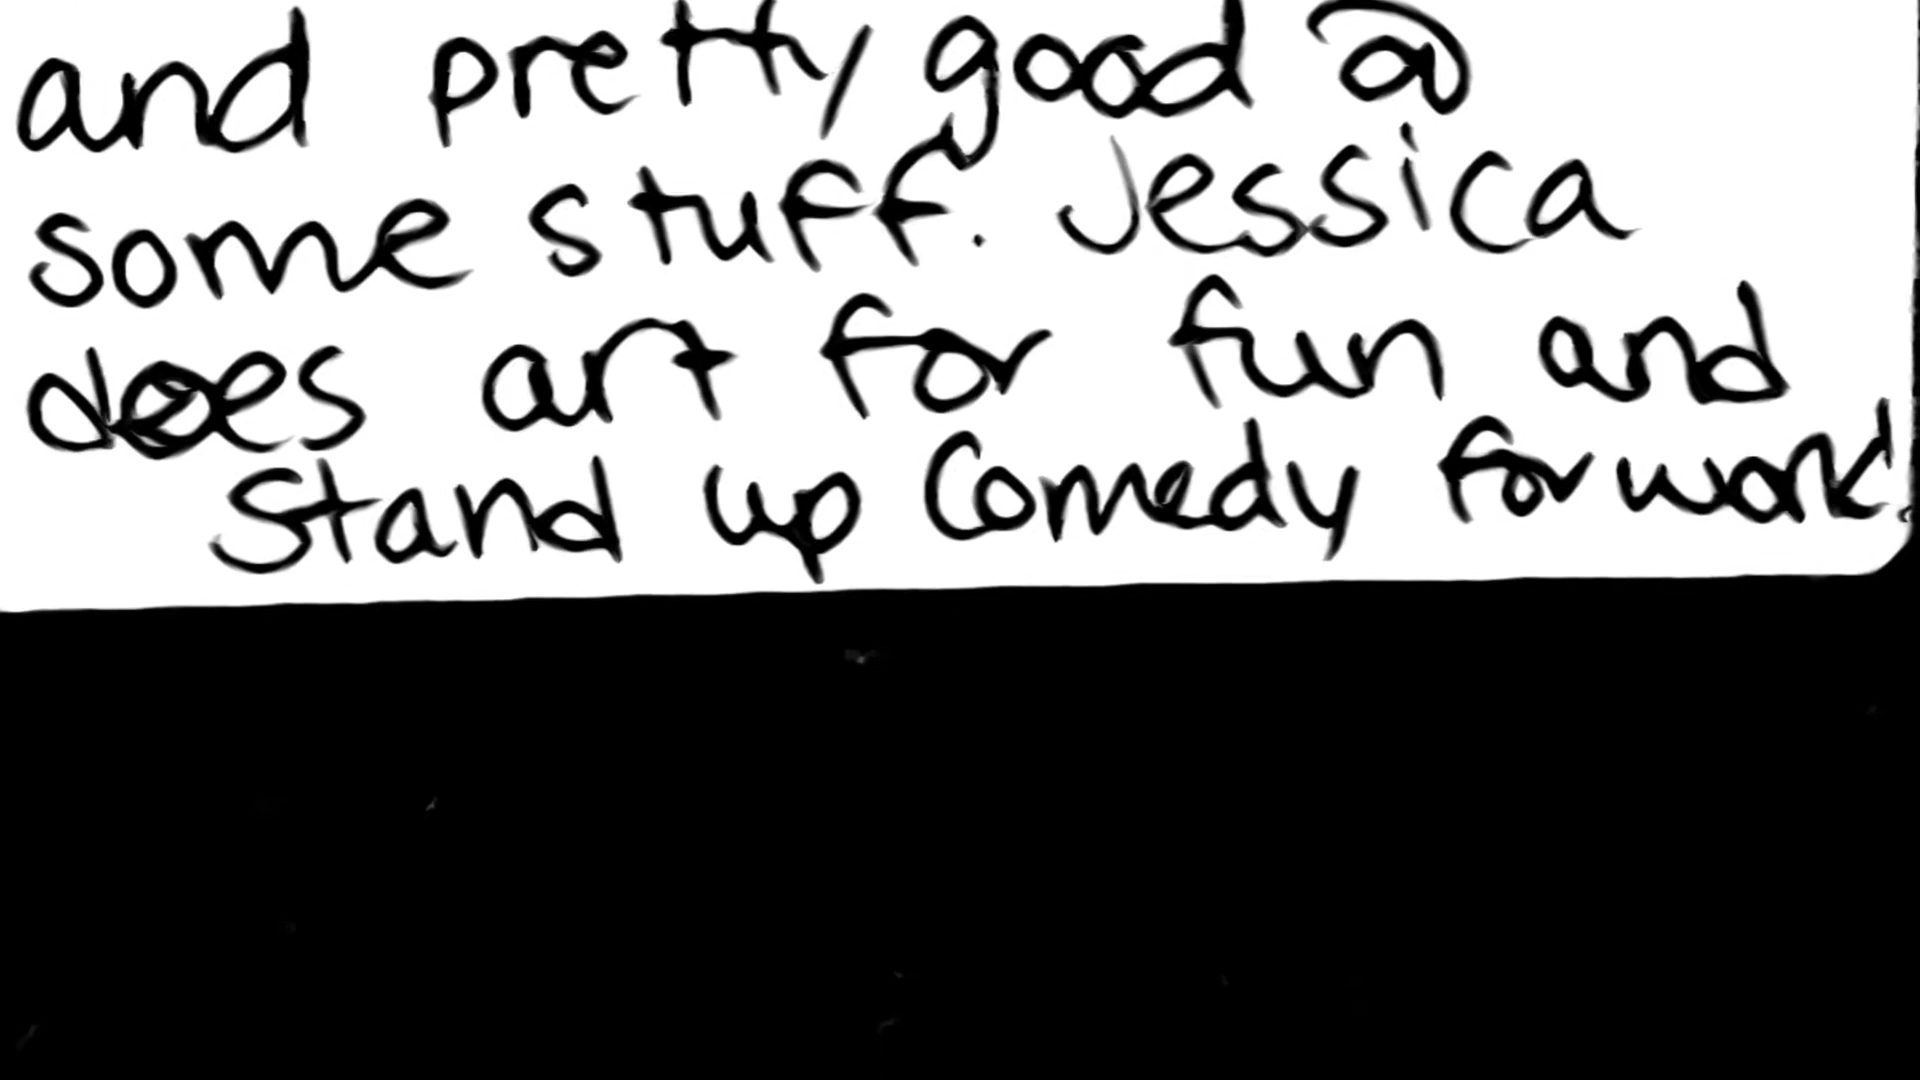 and pretty good @
some stuff. Jessica
does art for fun and
Stand up Comedy for work.